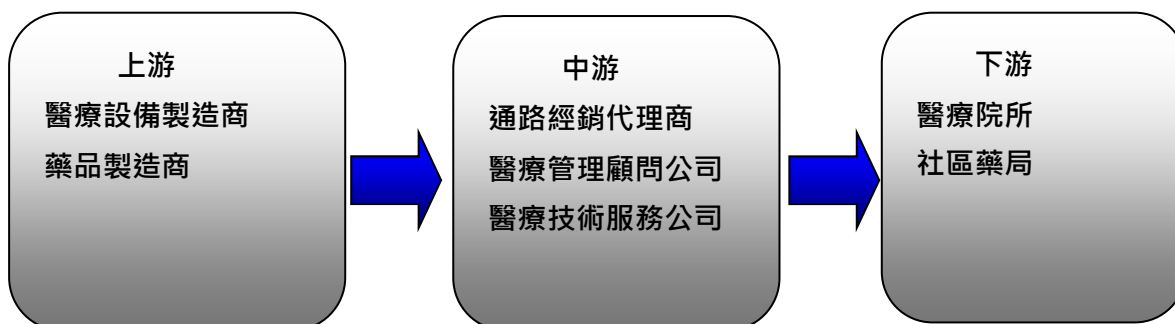 上游
醫療設備製造商
藥品製造商
中游
通路經銷代理商
醫療管理顧問公司
醫療技術服務公司
下游
醫療院所
社區藥局